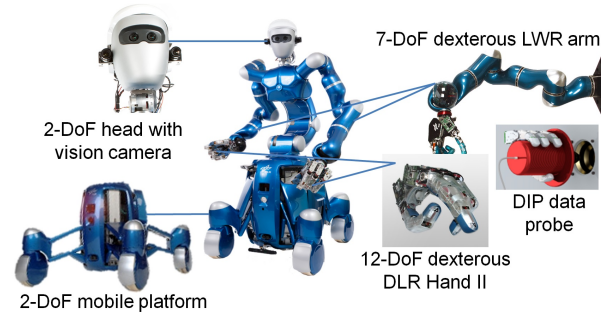 7-DoF dexterous LWR arm
2-DoF head with
vision camera
DIP data
probe
12-DoF dexterous
DLR Hand II
2-DoF mobile platform